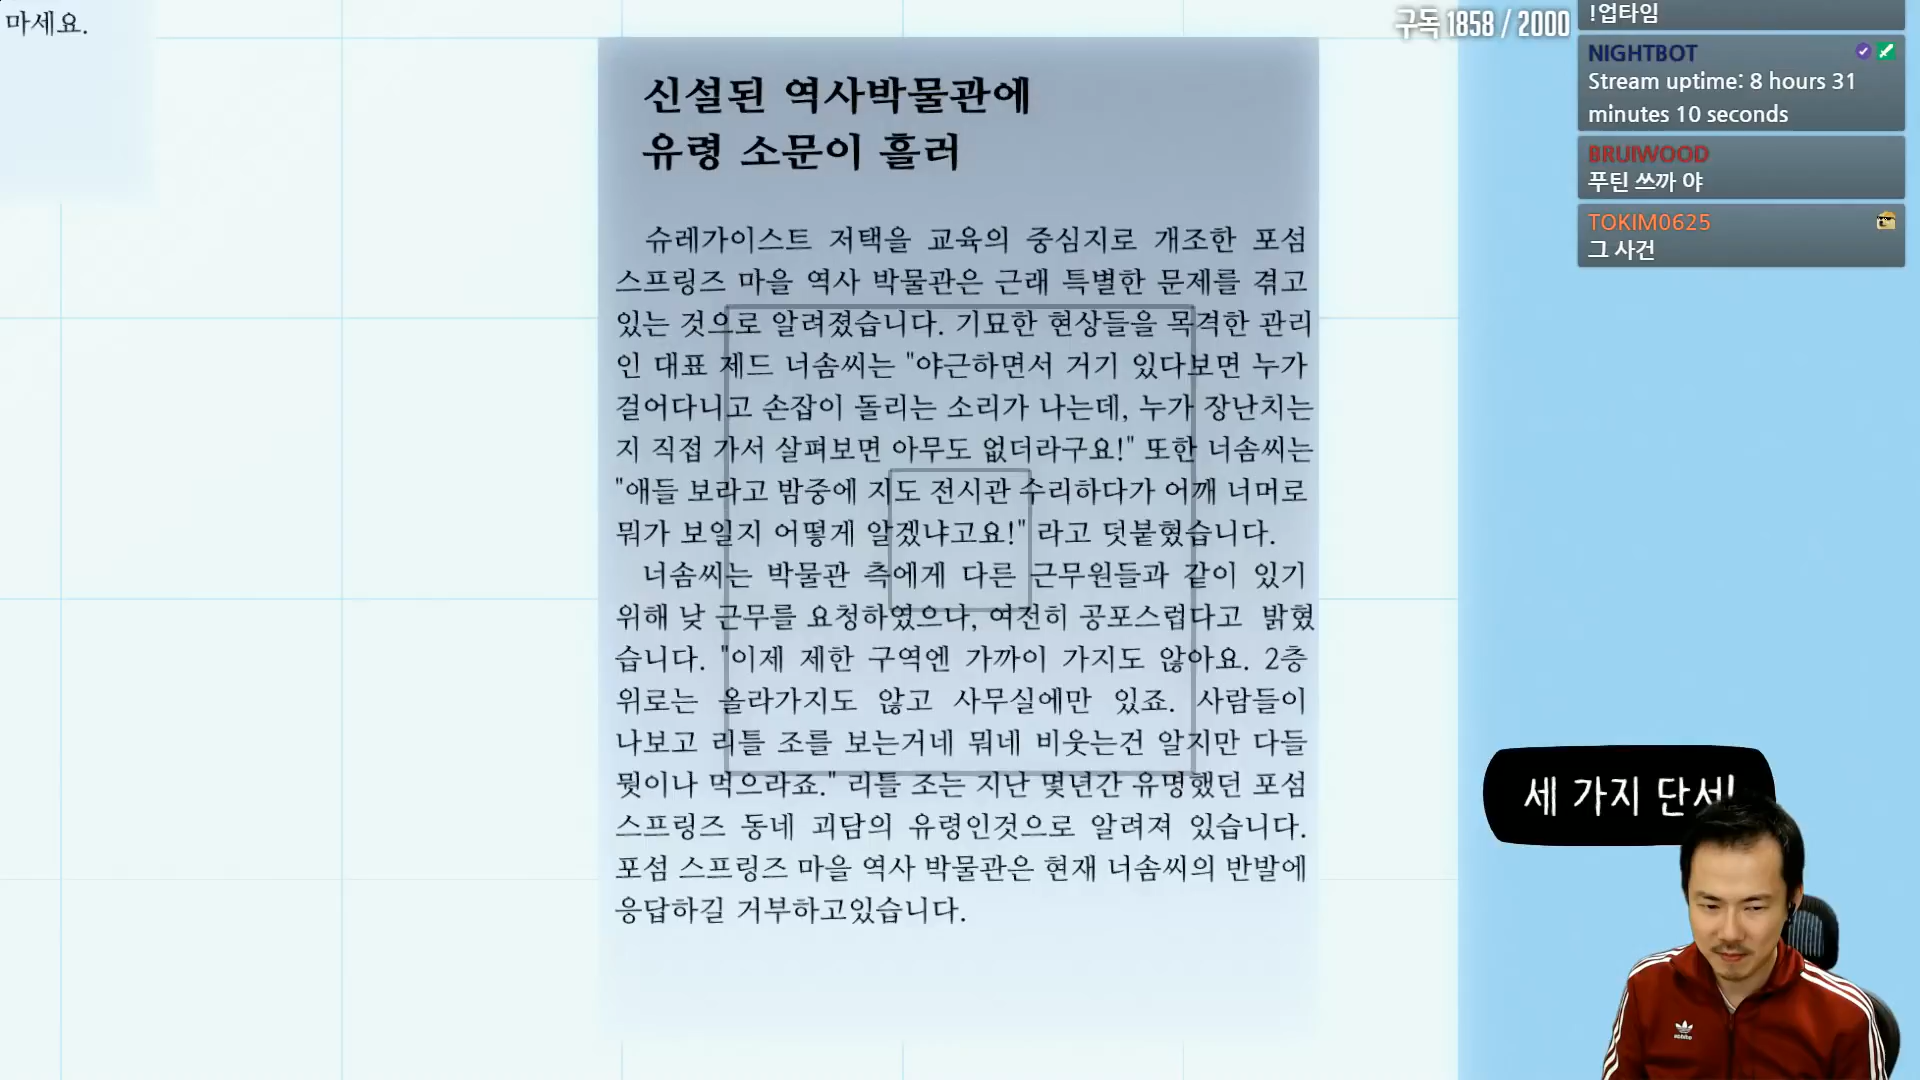 마세요.
구독 1858 / 2000
!업타임
NIGHTBOT
Stream uptime: 8 hours 31
minutes 10 seconds
BRUIWOOD
푸틴 쓰까 야
TOKIM0625
그 사건
신설된 역사박물관에
유령 소문이 흘러
슈레가이스트 저택을 교육의 중심지로 개조한 포섬
스프링즈 마을 역사 박물관은 근래 특별한 문제를 겪고
있는 것으로 알려졌습니다. 기묘한 현상들을 목격한 관리
인 대표 제드 너솜씨는 "야근하면서 거기 있다보면 누가
걸어다니고 손잡이 돌리는 소리가 나는데, 누가 장난치는
지 직접 가서 살펴보면 아무도 없더라구요!" 또한 너솜씨는
"애들 보라고 밤중에 지도 전시관 수리하다가 어깨 너머로
뭐가 보일지 어떻게 알겠냐고요!" 라고 덧붙혔습니다.
너솜씨는 박물관 측에게 다른 근무원들과 같이 있기
위해 낮 근무를 요청하였으나, 여전히 공포스럽다고 밝혔
습니다. "이제 제한 구역엔 가까이 가지도 않아요. 2층
위로는 올라가지도 않고 사무실에만 있죠. 사람들이
나보고 리틀 조를 보는거네 뭐네 비웃는건 알지만 다들
뭣이나 먹으라죠." 리틀 조는 지난 몇년간 유명했던 포섬
스프링즈 동네 괴담의 유령인것으로 알려져 있습니다.
포섬 스프링즈 마을 역사 박물관은 현재 너솜씨의 반발에
응답하길 거부하고있습니다.
세 가지 단서!